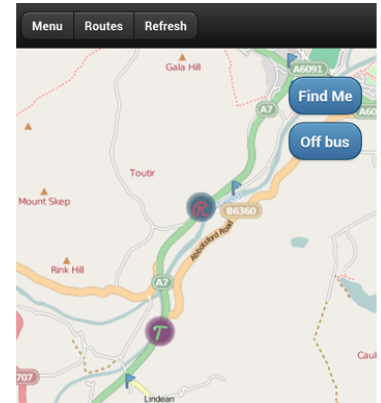 Menu Routes Refresh
Gala Hill
A6091
Find Me
A7
A60
Off bus
Toutir
Mount Skep
R
B6360
Abbotsford Road
Rink Hill
A7
T
Caul
707
Lindean